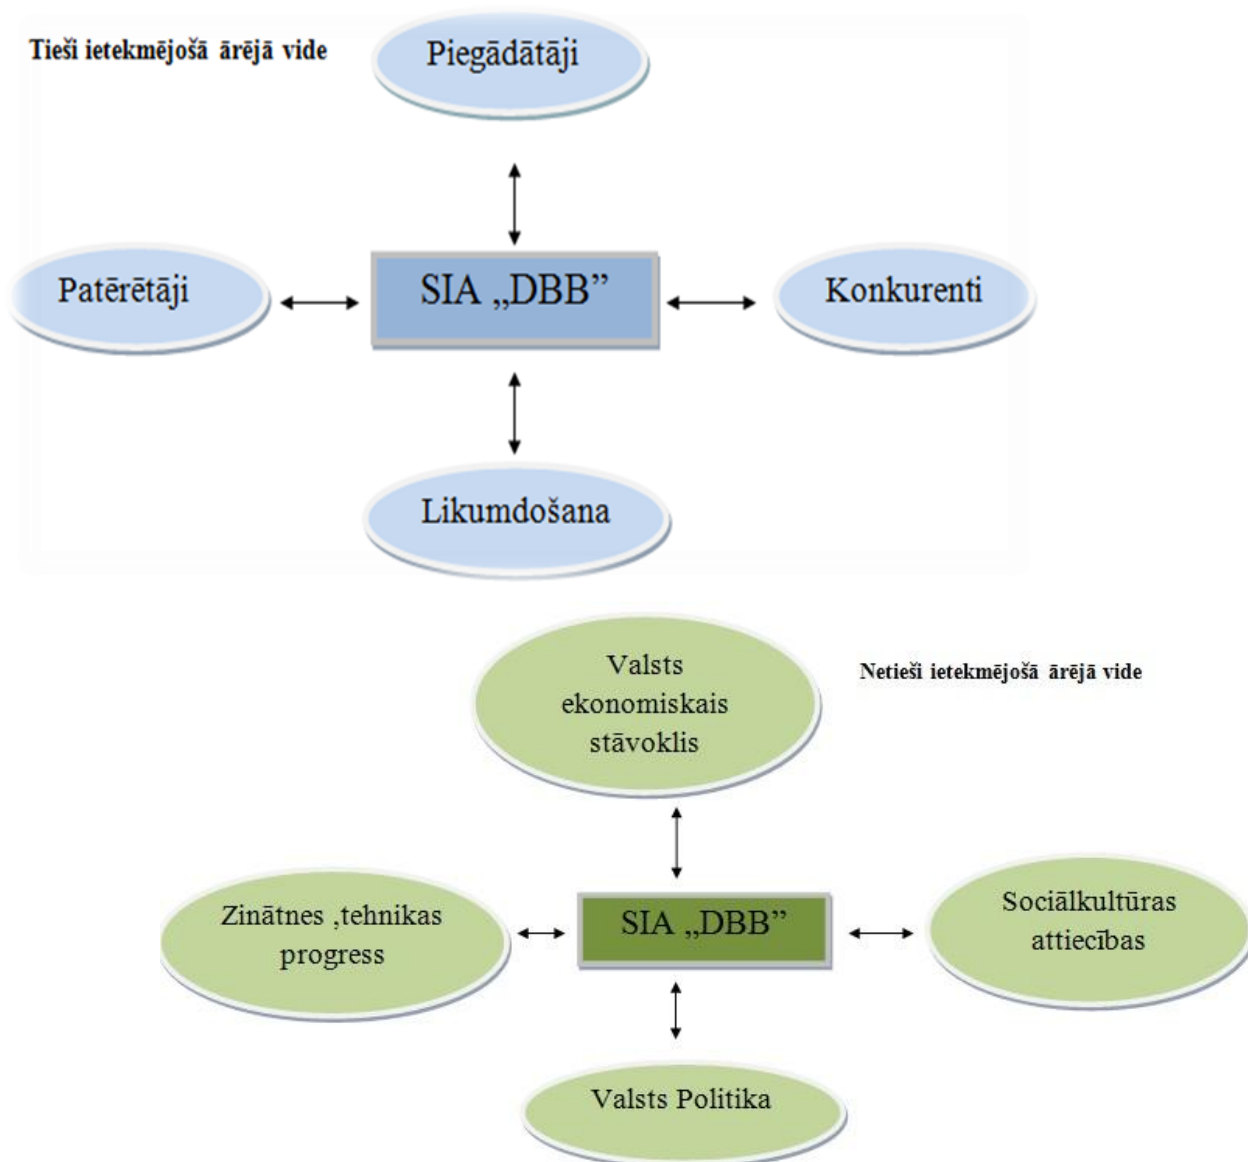 Tieši ietekmējošā ārējā vide
Piegādātāji
Patērētāji
SIA „DBB”
Konkurenti
Likumdošana
Valsts
ekonomiskais
stāvoklis
Netieši ietekmējošā ārējā vide
Zinātnes ,tehnikas
progress
SIA „DBB”
Sociālkultūras
attiecības
Valsts Politika